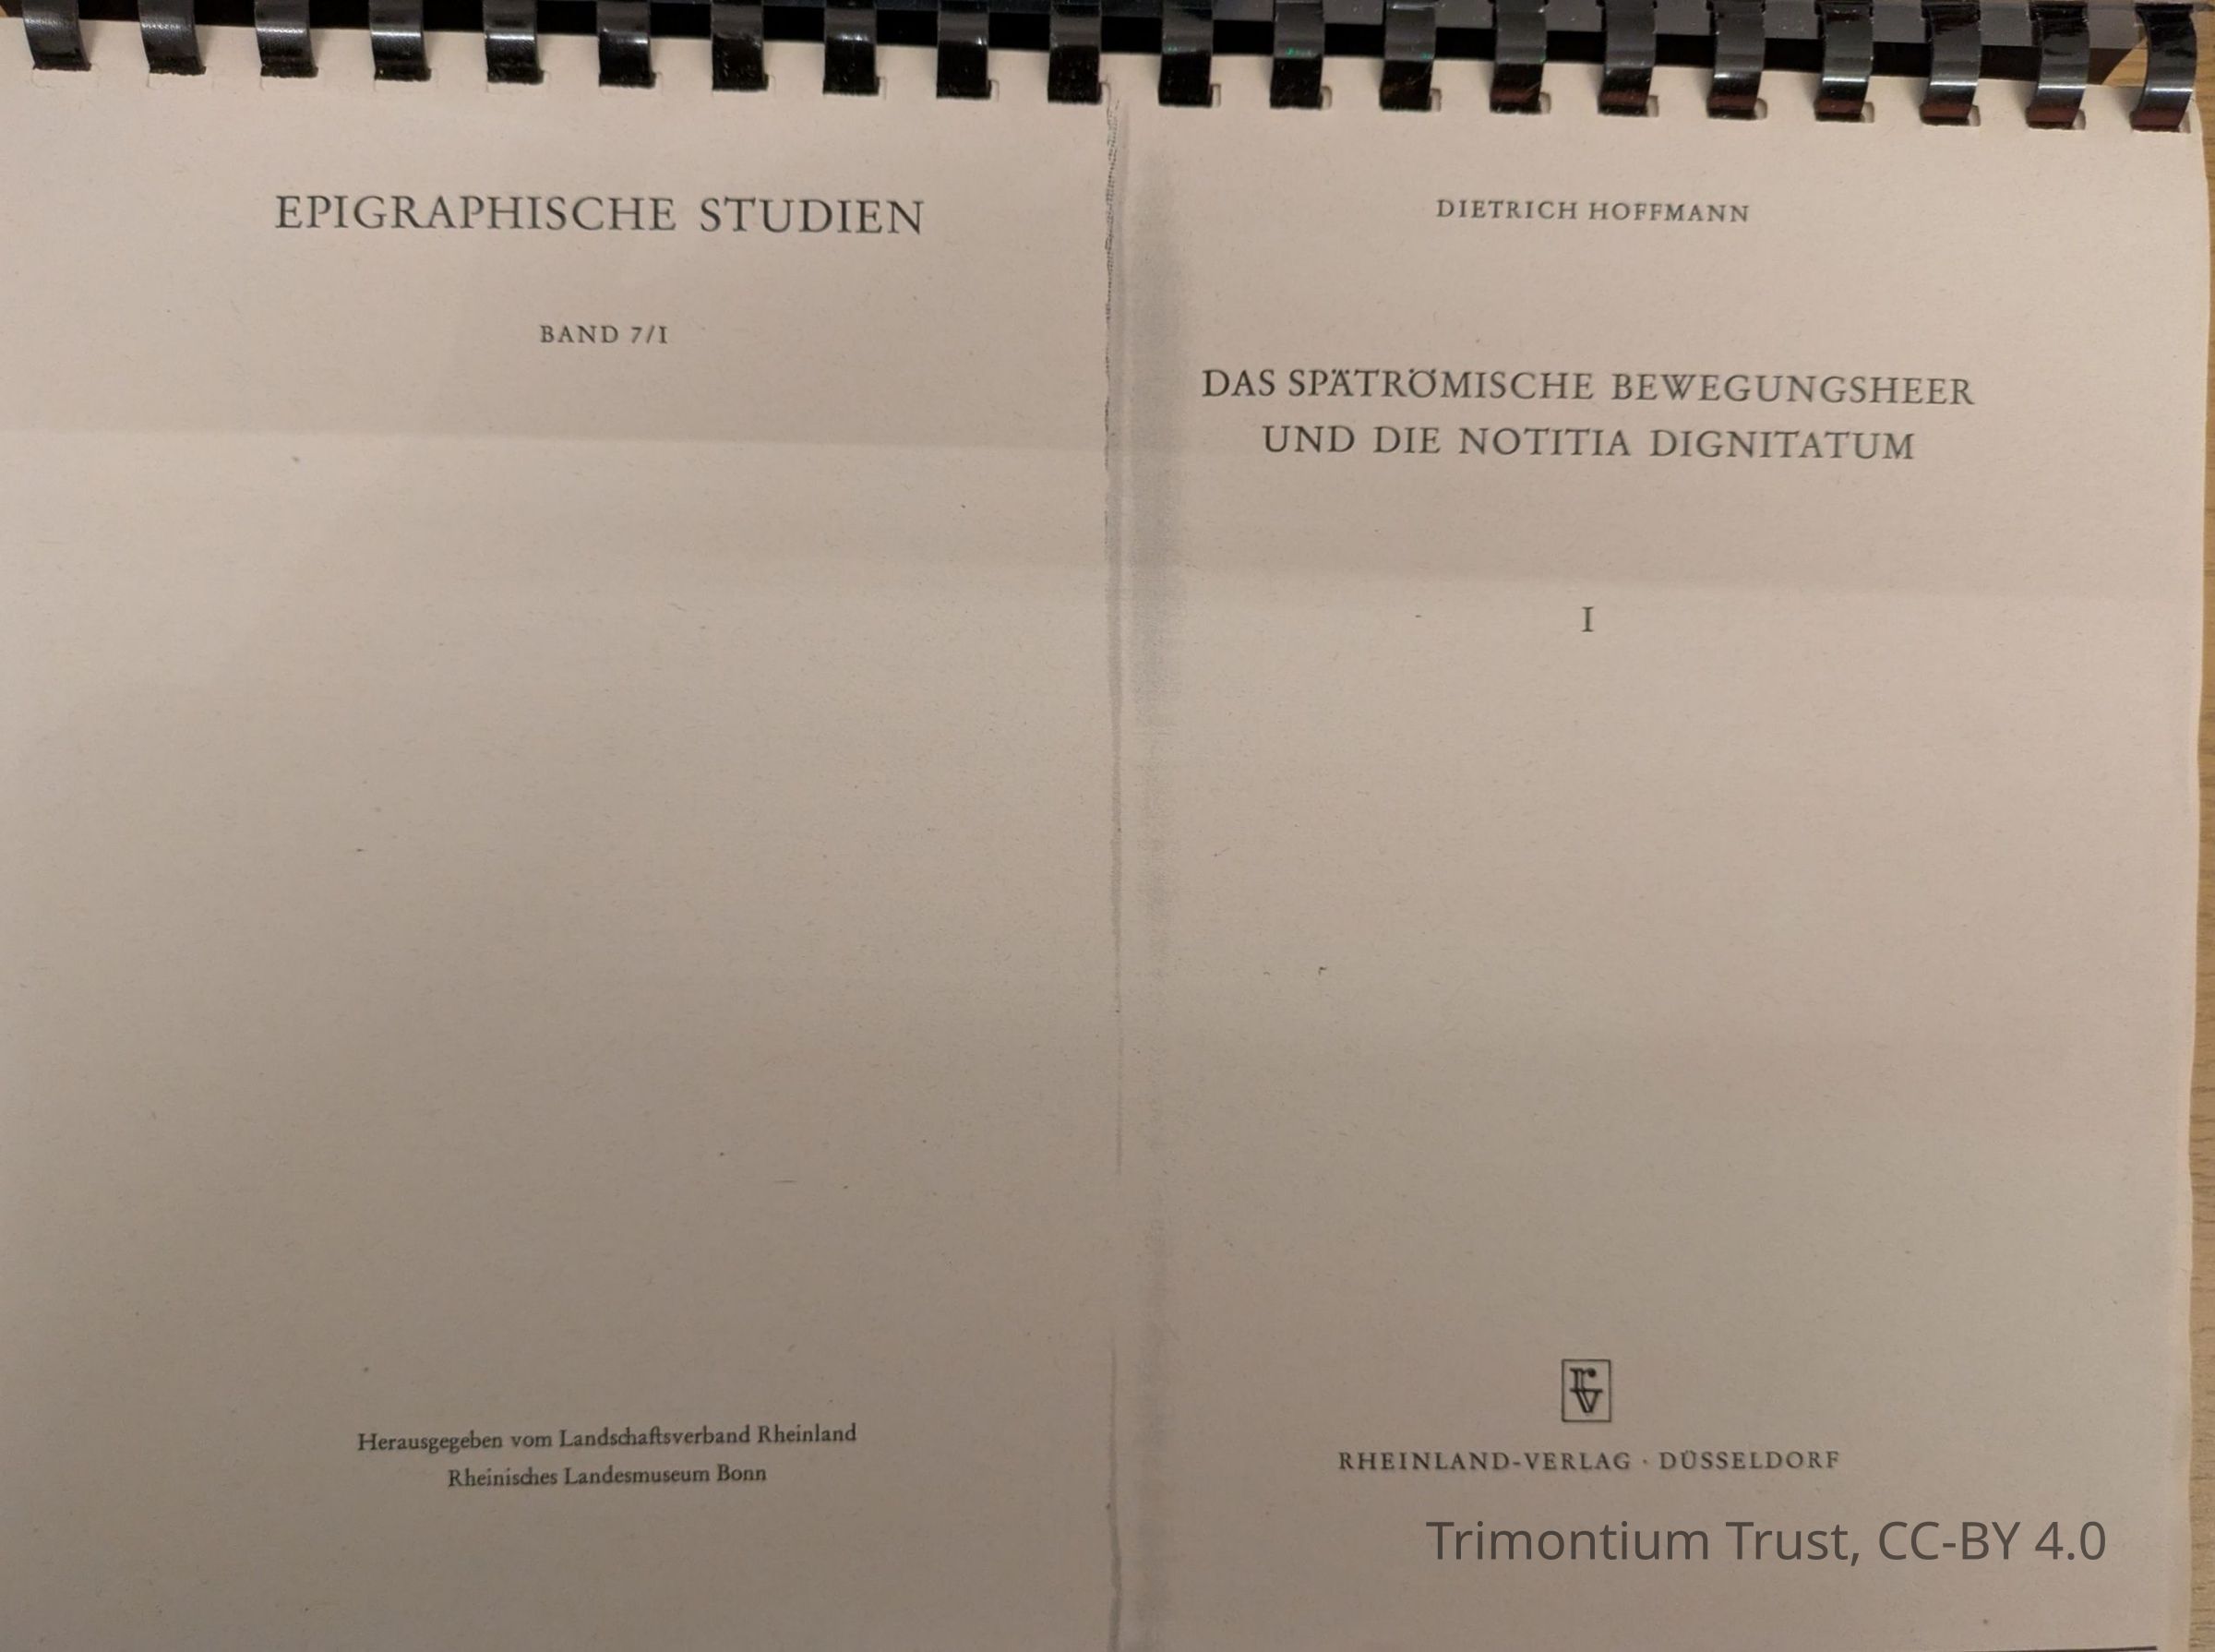 EPIGRAPHISCHE STUDIEN
BAND 7/I
Herausgegeben vom Landschaftsverband Rheinland
Rheinisches Landesmuseum Bonn
DIETRICH HOFFMANN
DAS SPÄTRÖMISCHE BEWEGUNGSHEER
UND DIE NOTITIA DIGNITATUM
I
RHEINLAND-VERLAG · DÜSSELDORF
Trimontium Trust, CC-BY 4.0